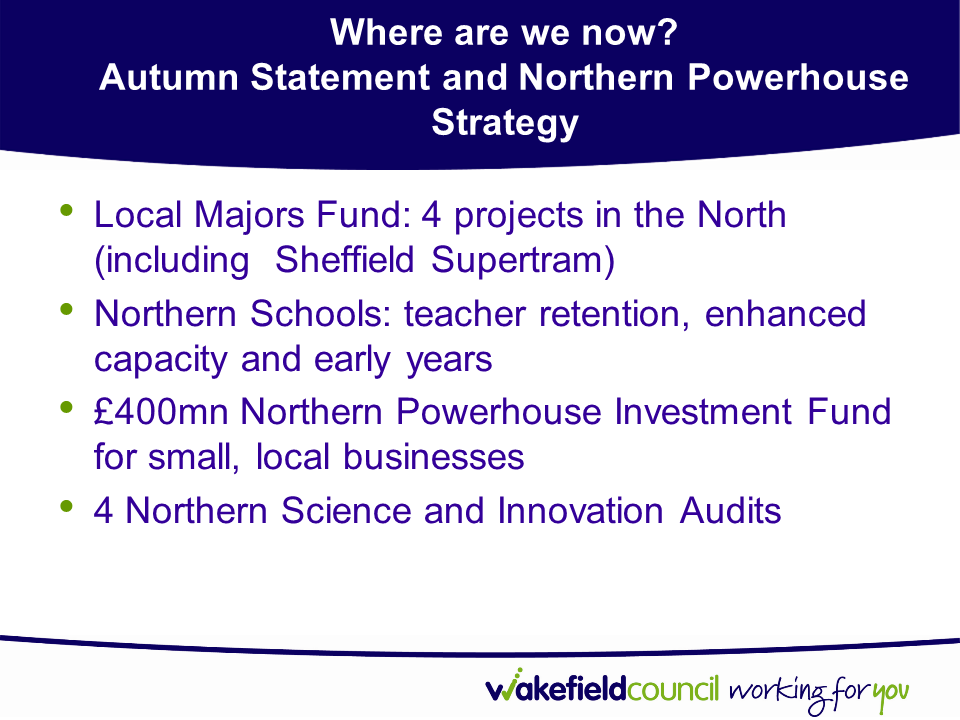 Where are we now?
Autumn Statement and Northern Powerhouse
Strategy
• Local Majors Fund: 4 projects in the North
(including Sheffield Supertram)
• Northern Schools: teacher retention, enhanced
capacity and early years
• £400mn Northern Powerhouse Investment Fund
for small, local businesses
• 4 Northern Science and Innovation Audits
wakefieldcouncil working for you